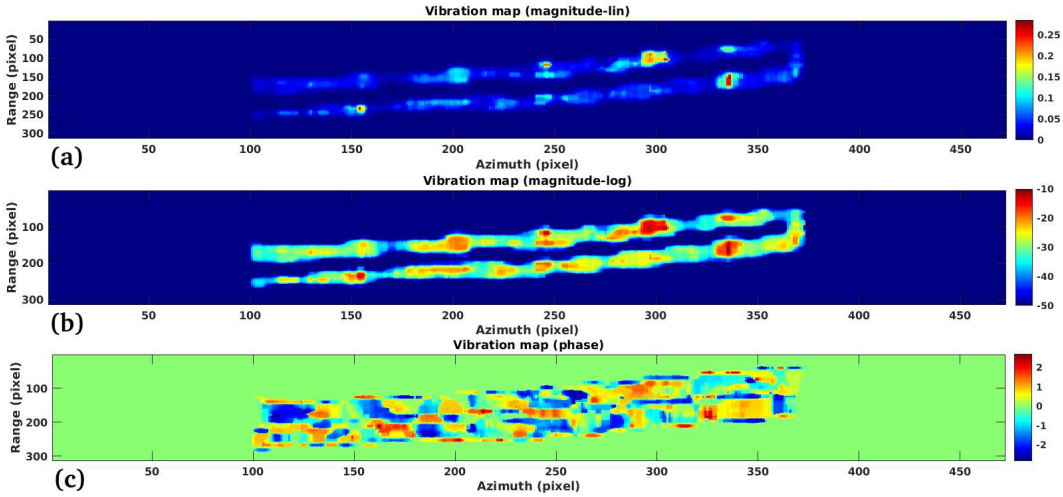 Vibration map (magnitude-lin)
Range (pixel)
50
100
150
200
250
300
50 100 150 200 250 300 350 400 450
Azimuth (pixel)
0.25
0.2
0.15
0.1
0.05
0
(a)
Vibration map (magnitude-log)
Range (pixel)
100
200
300
50 100 150 200 250 300 350 400 450
Azimuth (pixel)
-10
-20
-30
-40
-50
(b)
Vibration map (phase)
Range (pixel)
100
200
300
50 100 150 200 250 300 350 400 450
Azimuth (pixel)
2
1
0
-1
-2
(c)